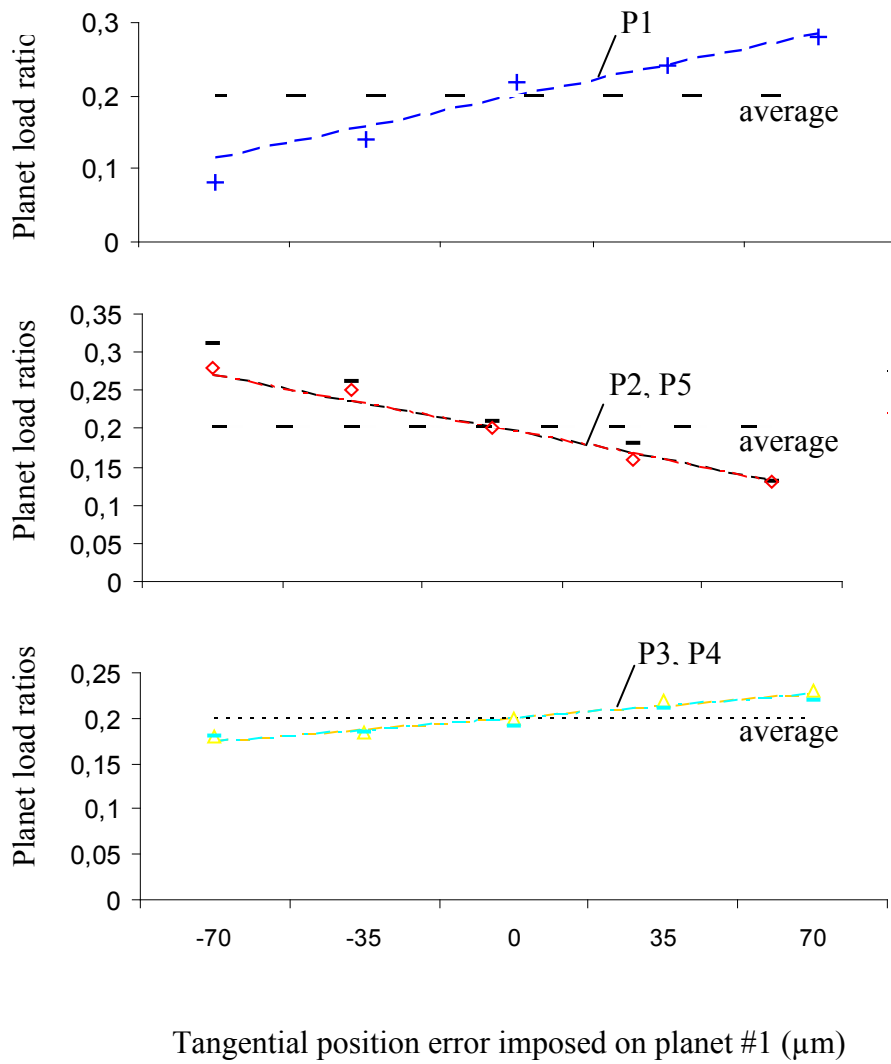 0,3
P1
0,2
average
0,1
0
Planet load ratic
0,35
0,3
P2, P5
0,25
0,2
average
0,15
0,1
0,05
0
Planet load ratios
0,25
P3, P4
0,2
average
0,15
0,1
0,05
0
Planet load ratios
-70 -35 0 35 70
Tangential position error imposed on planet #1 (µm)